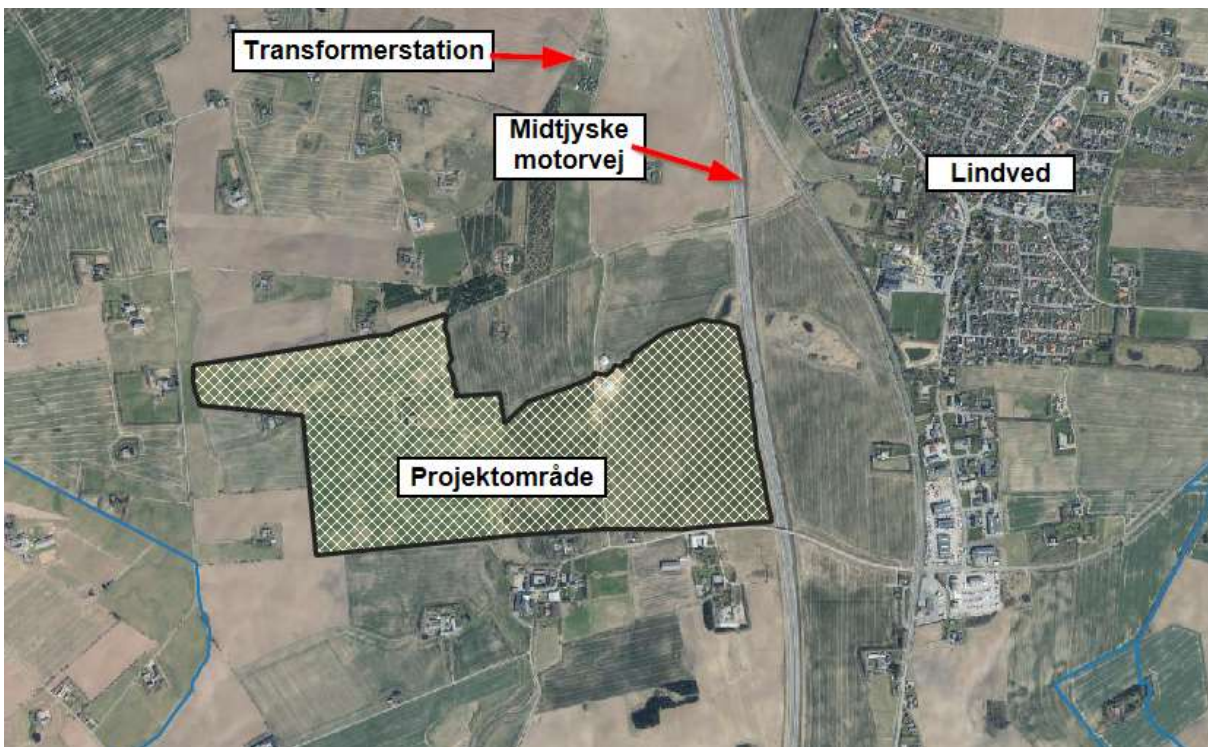 Transformerstation
Midtjyske
motorvej
Lindved
Projektområde